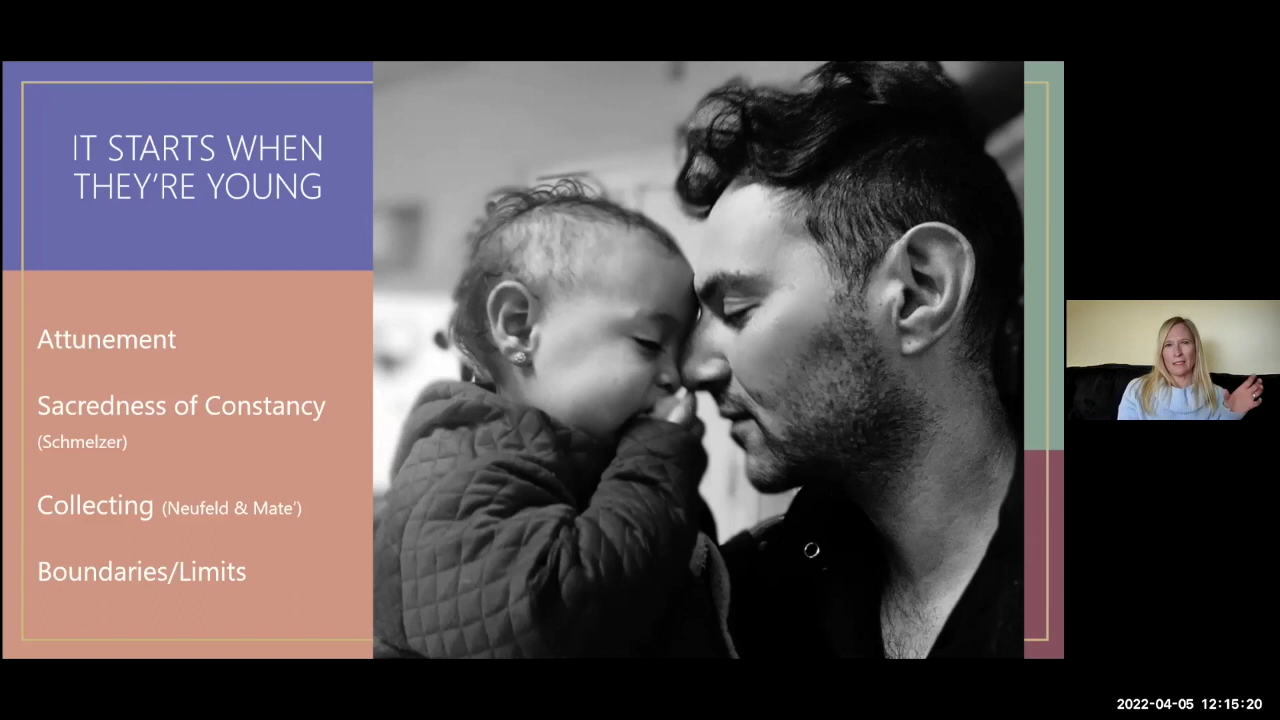 IT STARTS WHEN
THEY’RE YOUNG
Attunement
Sacredness of Constancy
(Schmelzer)
Collecting (Neufeld & Mate’)
Boundaries/Limits
2022-04-05 12:15:20